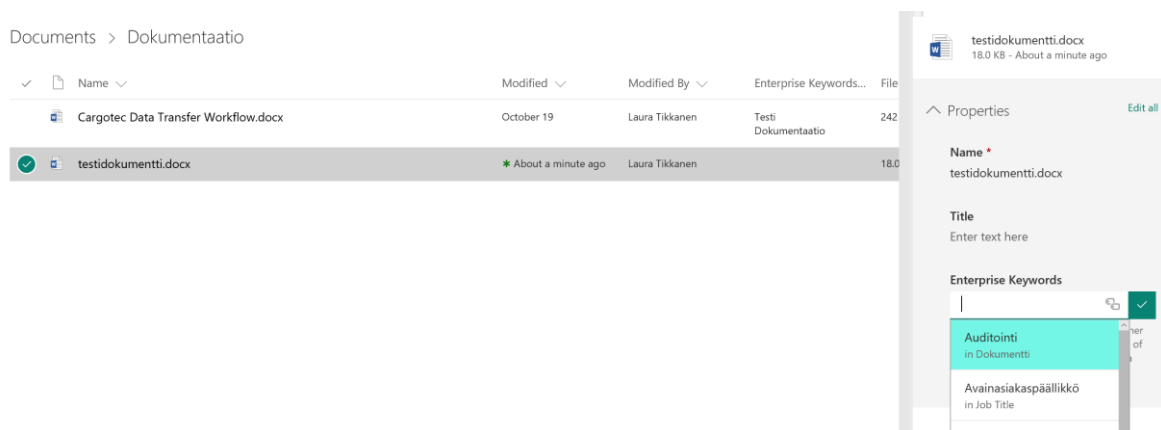 Documents > Dokumentaatio
Name Modified Modified By Enterprise Keywords... File
Cargotec Data Transfer Workflow.docx October 19 Laura Tikkanen Testi 242
Dokumentaatio
testidokumentti.docx About a minute ago Laura Tikkanen 18.0
testidokumentti.docx
18.0 KB - About a minute ago
Properties Edit all
Name *
testidokumentti.docx
Title
Enter text here
Enterprise Keywords
Auditointi
in Dokumentti
of
Avainasiakaspäällikkö
in Job Title